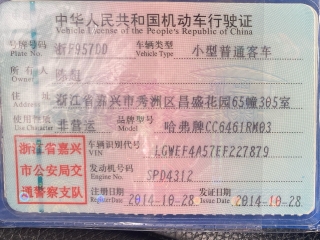 中华人民共和国机动车行驶证
Vehicle License of the People's Republic of China
号牌号码 浙F957D0 车辆类型 小型普通客车
Plate No. Vehicle Type
所有人 陈
Owner
住址 浙江省嘉兴市秀洲区昌盛花园65幢305室
Address
使用性质 非营运 品牌型号 哈弗牌CC6461RM03
Use Character Model
浙江省嘉兴 车辆识别代号 LGWEF4A57EF227879
VIN
市公安局交 发动机号码 SPD4312
Engine No.
通警察支队 注册日期 2014-10-28 发证日期 2014-10-28
Register Date Issue Date